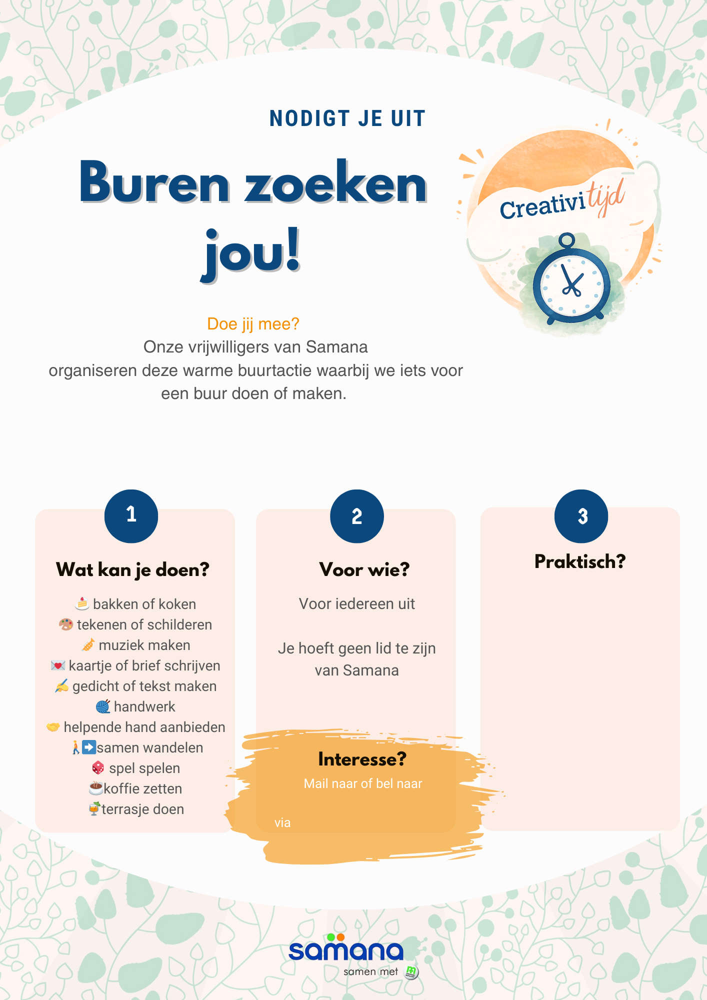 NODIGT JE UIT
Buren zoeken
jou!
Creativitijd
Doe jij mee?
Onze vrijwilligers van Samana
organiseren deze warme buurtactie waarbij we iets voor
een buur doen of maken.
1
Wat kan je doen?
🍰 bakken of koken
🎨 tekenen of schilderen
🎺 muziek maken
💌 kaartje of brief schrijven
✍️ gedicht of tekst maken
🧶 handwerk
🤝 helpende hand aanbieden
🚶‍➡️samen wandelen
🎲 spel spelen
☕koffie zetten
🍹terrasje doen
2
Voor wie?
Voor iedereen uit
Je hoeft geen lid te zijn
van Samana
Interesse?
Mail naar of bel naar
via
3
Praktisch?
samana
samen met